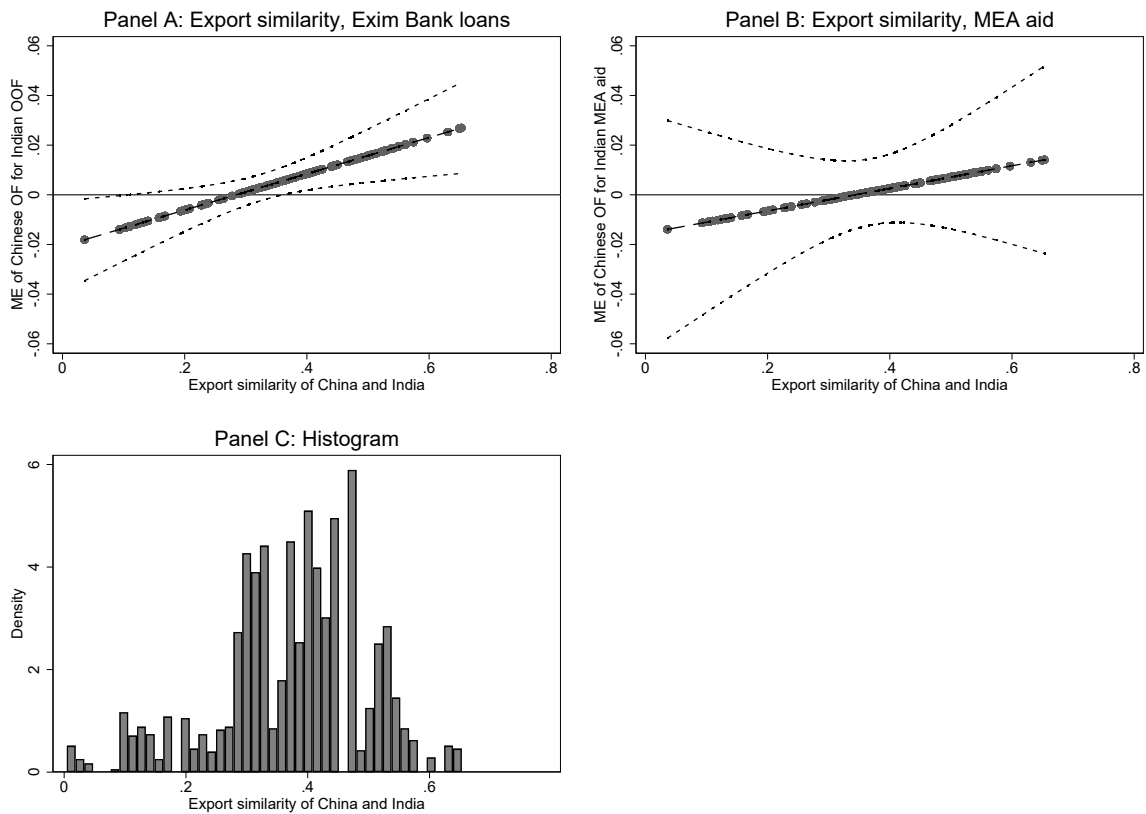 Panel A: Export similarity, Exim Bank loans
ME of Chinese OF for Indian OOF
.06
.04
.02
0
-.02
-.04
-.06
0 .2 .4 .6 .8
Export similarity of China and India
Panel B: Export similarity, MEA aid
ME of Chinese OF for Indian MEA aid
.06
.04
.02
0
-.02
-.04
-.06
0 .2 .4 .6 .8
Export similarity of China and India
Panel C: Histogram
Density
6
4
2
0
0 .2 .4 .6
Export similarity of China and India